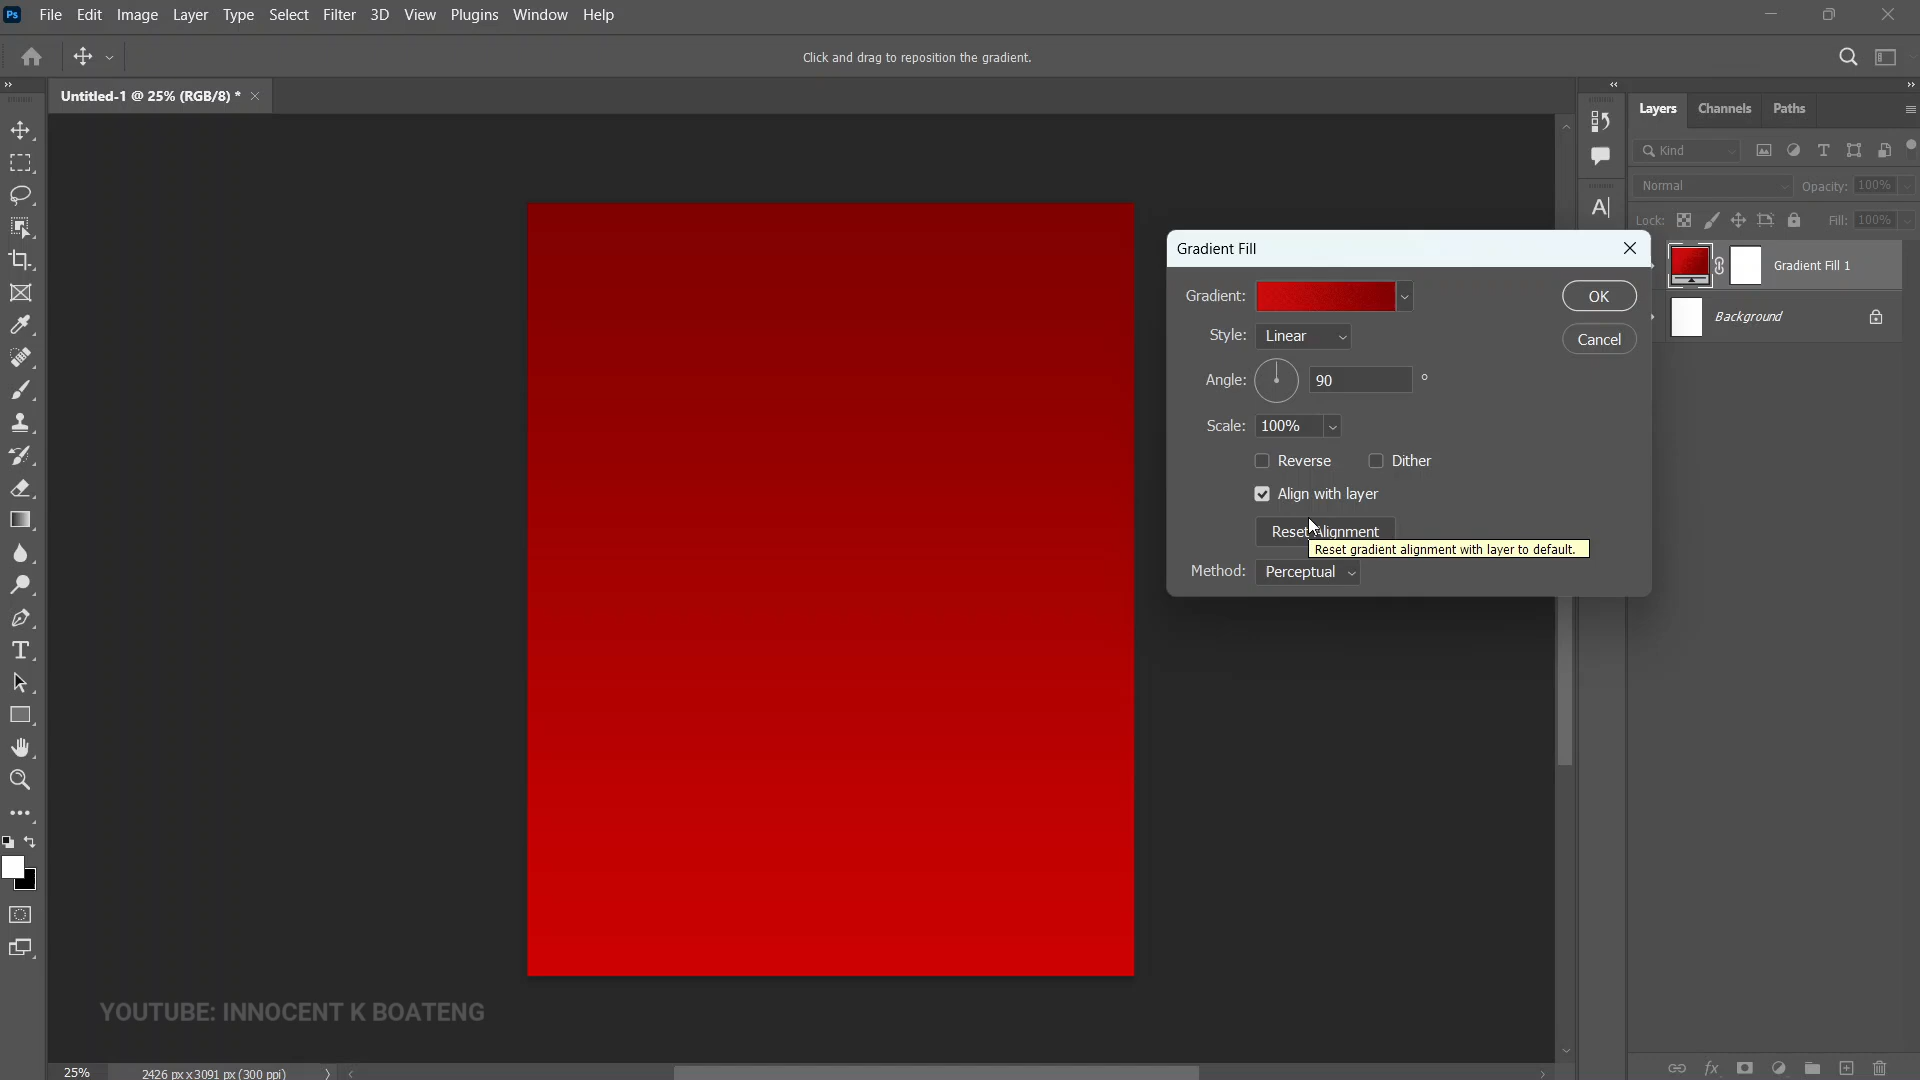 Ps File Edit Image Layer Type Select Filter 3D View Plugins Window Help
Click and drag to reposition the gradient.
Untitled-1 @ 25% (RGB/8) *
Layers Channels Paths
Kind
Normal Opacity: 100%
Lock: Fill: 100%
Gradient Fill 1
Background
Gradient Fill
Gradient: OK
Style: Linear Cancel
Angle: 90 °
Scale: 100%
Reverse Dither
Align with layer
Reset Alignment
Reset gradient alignment with layer to default.
Method: Perceptual
YOUTUBE: INNOCENT K BOATENG
25% 2426 px x 3091 px (300 ppi)